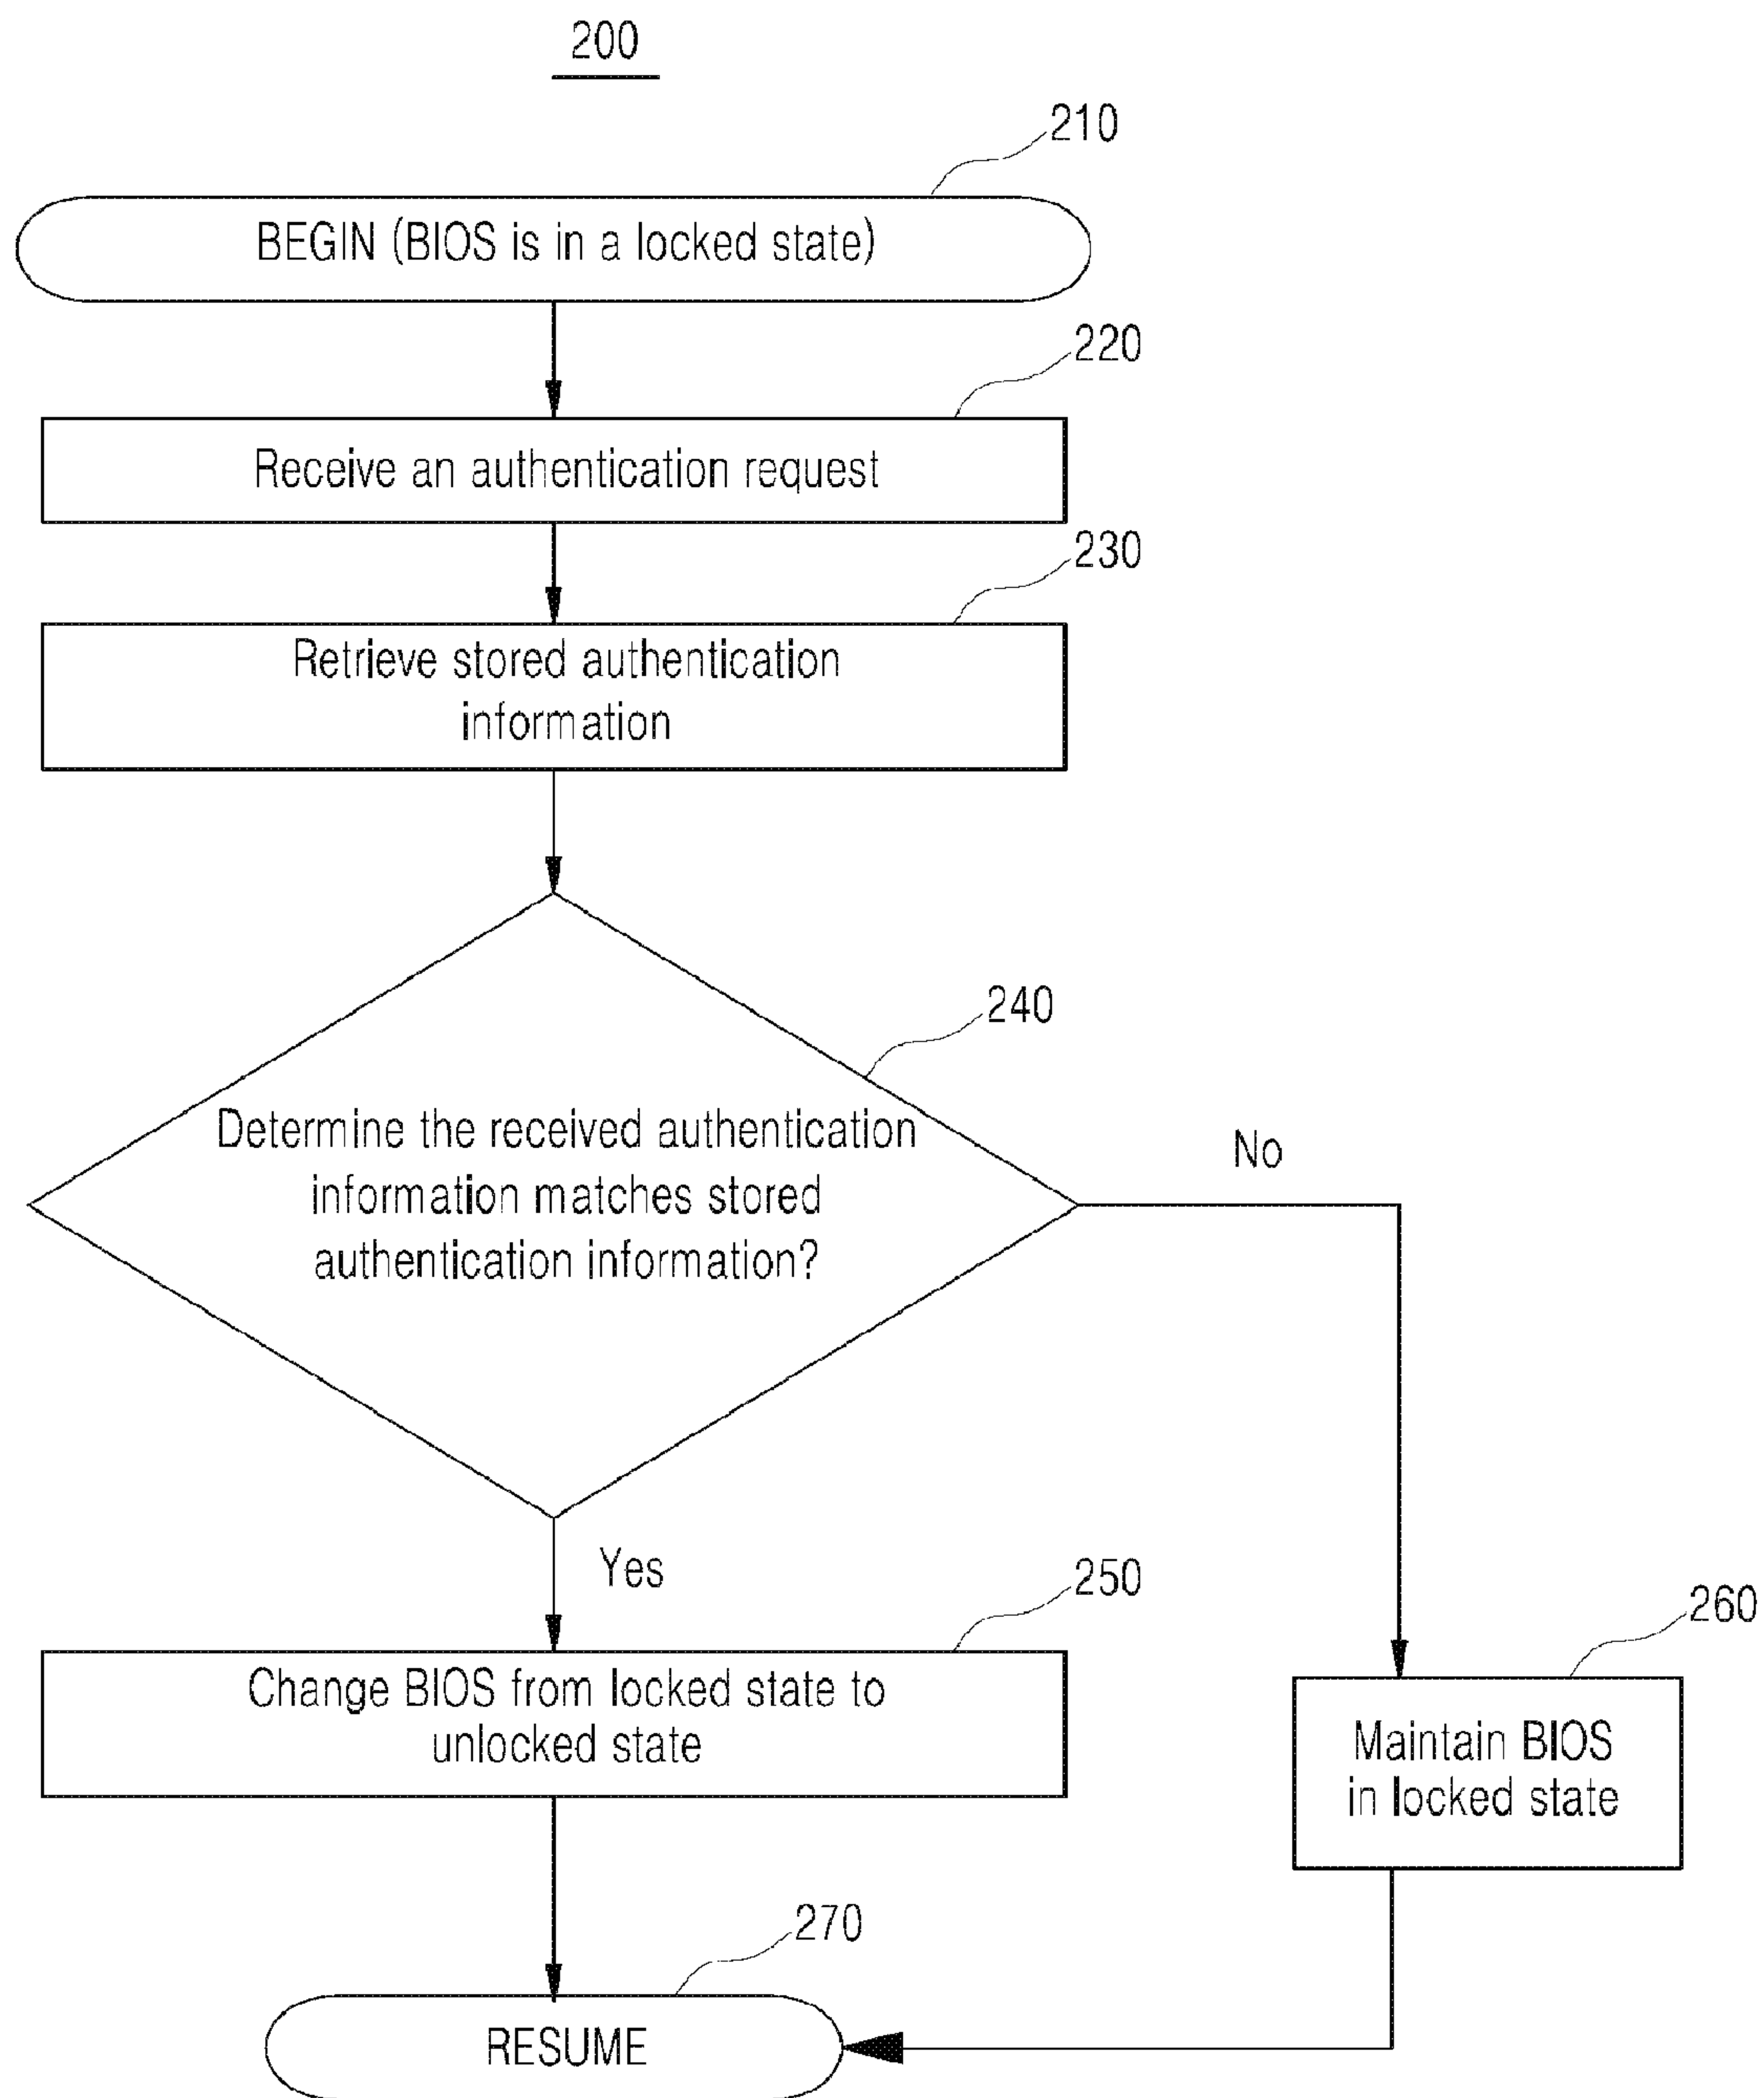 200
210
BEGIN (BIOS is in a locked state)
220
Receive an authentication request
230
Retrieve stored authentication
information
240
Determine the received authentication
information matches stored
authentication information?
No
Yes
250
Change BIOS from locked state to
unlocked state
260
Maintain BIOS
in locked state
270
RESUME